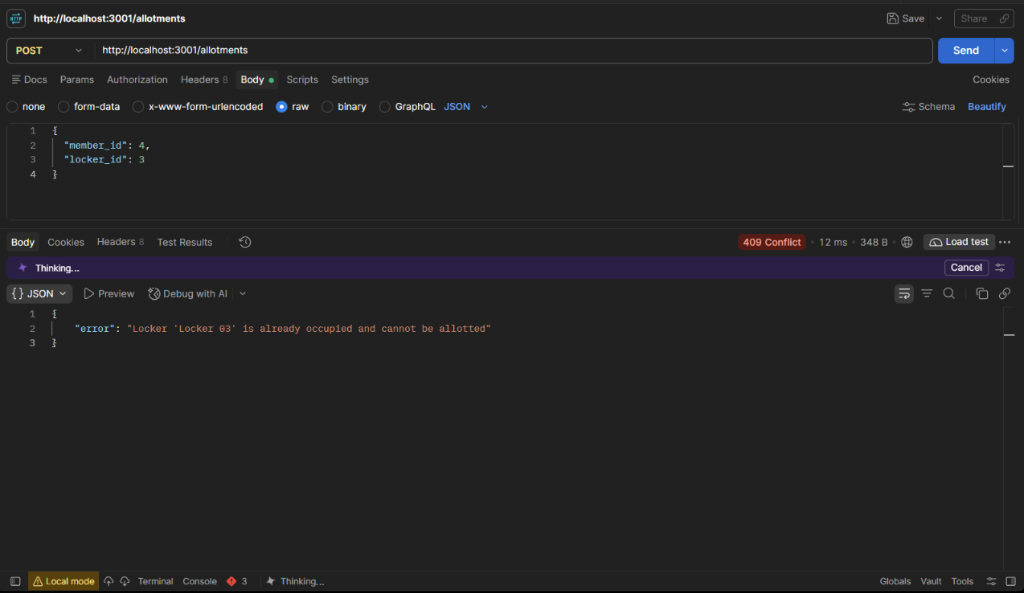 HTTP http://localhost:3001/allotments Save Share
POST http://localhost:3001/allotments Send
Docs Params Authorization Headers 8 Body Scripts Settings Cookies
none form-data x-www-form-urlencoded raw binary GraphQL JSON Schema Beautify
1 {
2 "member_id": 4,
3 "locker_id": 3
4 }
Body Cookies Headers 8 Test Results 409 Conflict • 12 ms • 348 B • Load test
Thinking... Cancel
{} JSON Preview Debug with AI
1 {
2 "error": "Locker 'Locker 03' is already occupied and cannot be allotted"
3 }
Local mode Terminal Console 3 Thinking... Globals Vault Tools